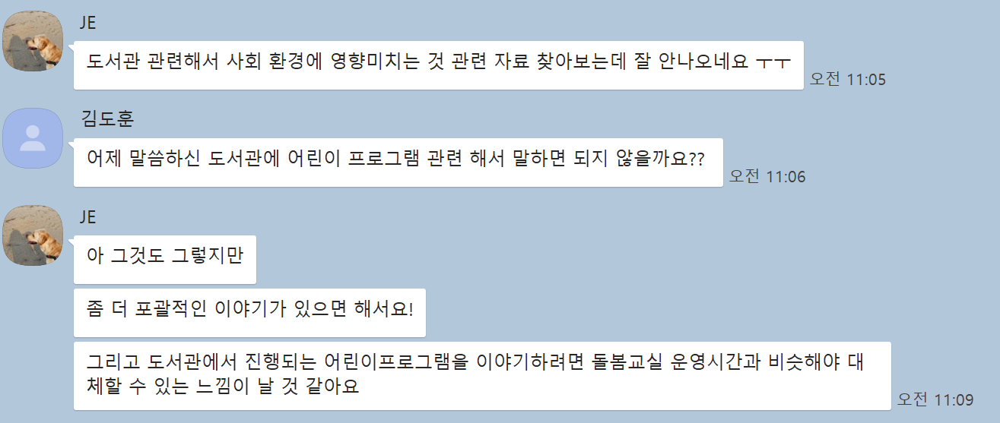 JE
도서관 관련해서 사회 환경에 영향미치는 것 관련 자료 찾아보는데 잘 안나오네요 ㅜㅜ
오전 11:05
김도훈
어제 말씀하신 도서관에 어린이 프로그램 관련 해서 말하면 되지 않을까요??
오전 11:06
JE
아 그것도 그렇지만
좀 더 포괄적인 이야기가 있으면 해서요!
그리고 도서관에서 진행되는 어린이프로그램을 이야기하려면 돌봄교실 운영시간과 비슷해야 대
체할 수 있는 느낌이 날 것 같아요
오전 11:09